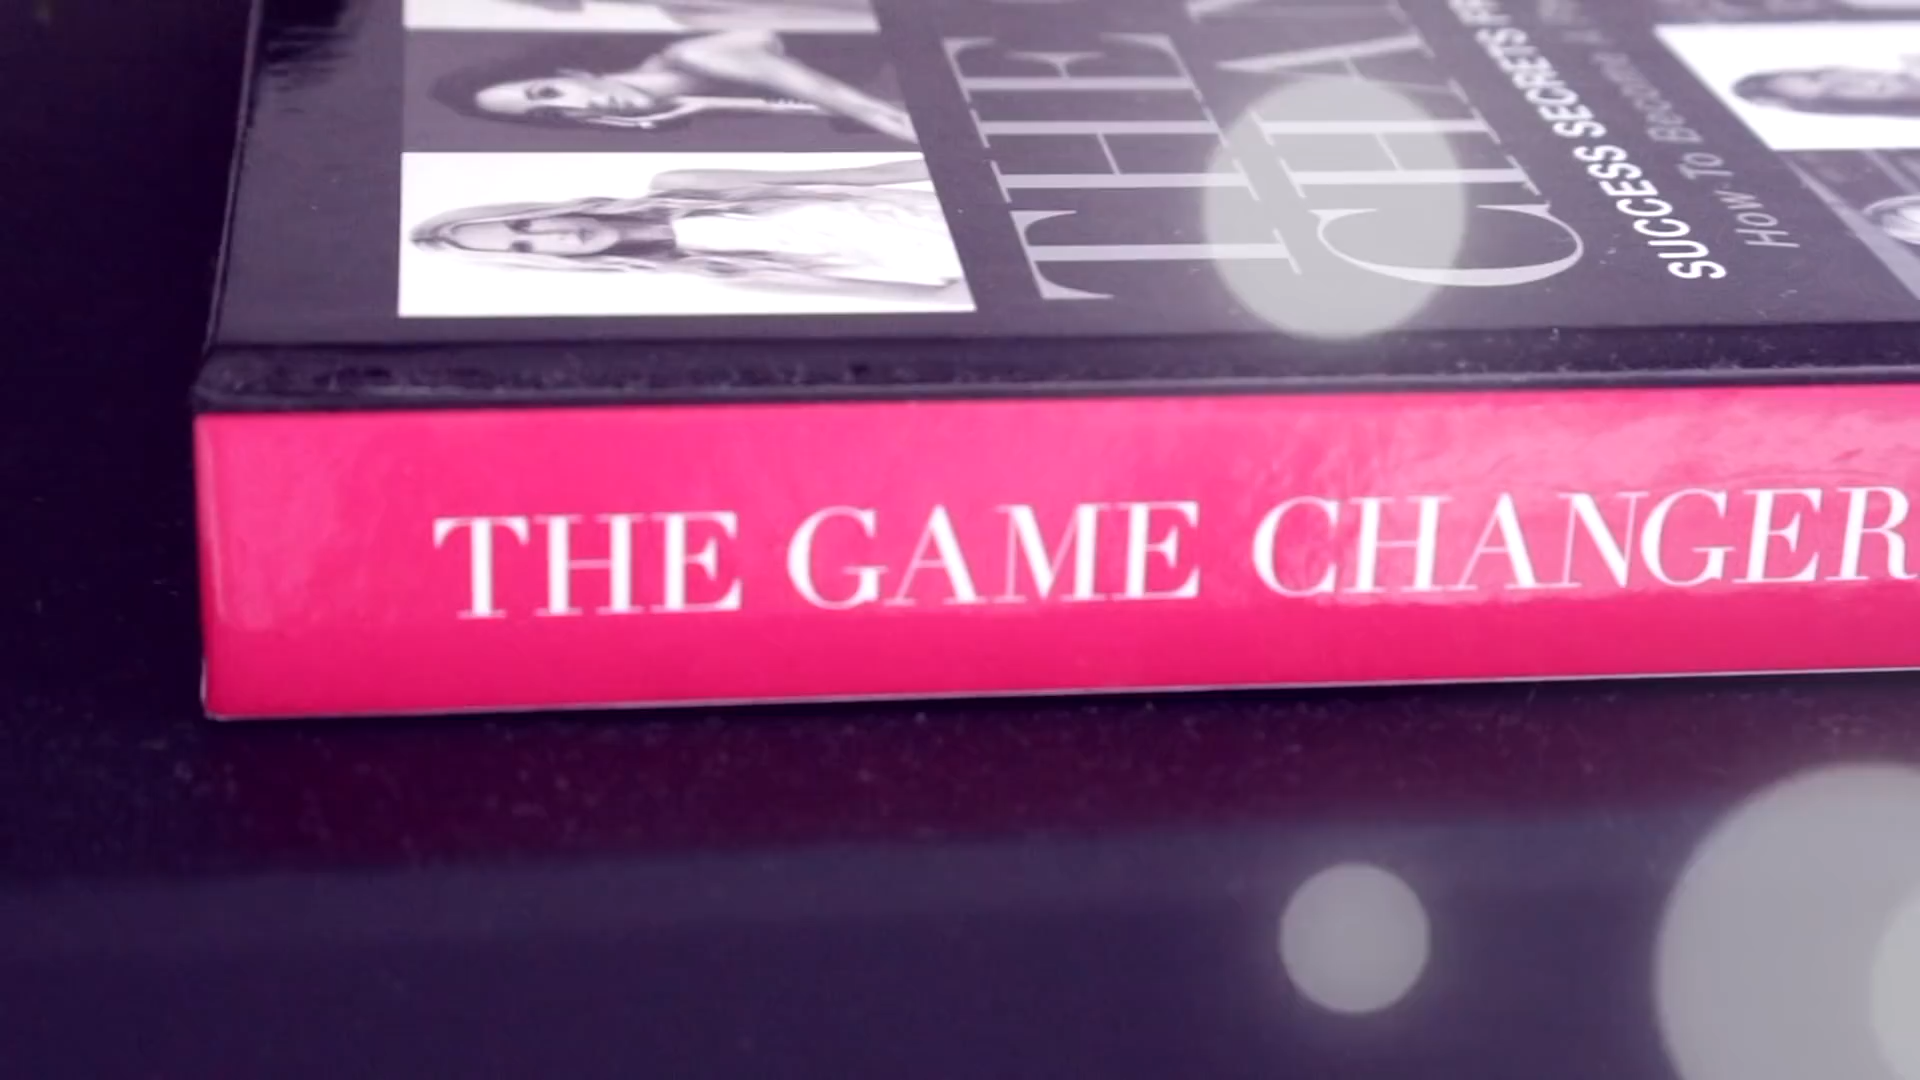 THE
CHA
SUCCESS SECRETS
How To Become A
THE GAME CHANGER